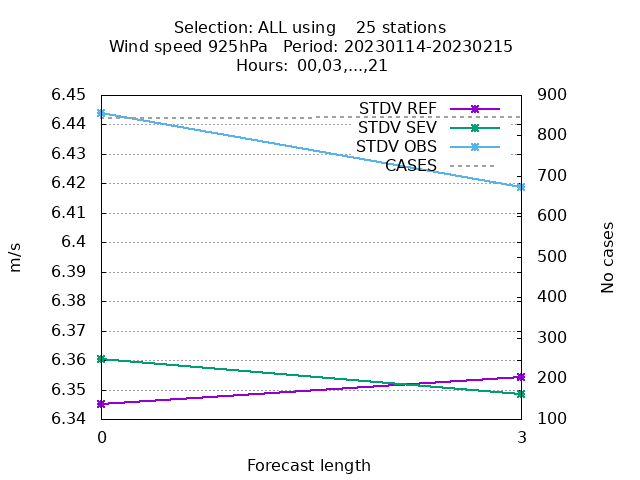 Selection: ALL using    25 stations
Wind speed 925hPa   Period: 20230114-20230215
Hours: 00,03,...,21
STDV REF
STDV SEV
STDV OBS
CASES
6.45
6.44
6.43
6.42
6.41
6.4
6.39
6.38
6.37
6.36
6.35
6.34
m/s
900
800
700
600
500
400
300
200
100
No cases
0
3
Forecast length